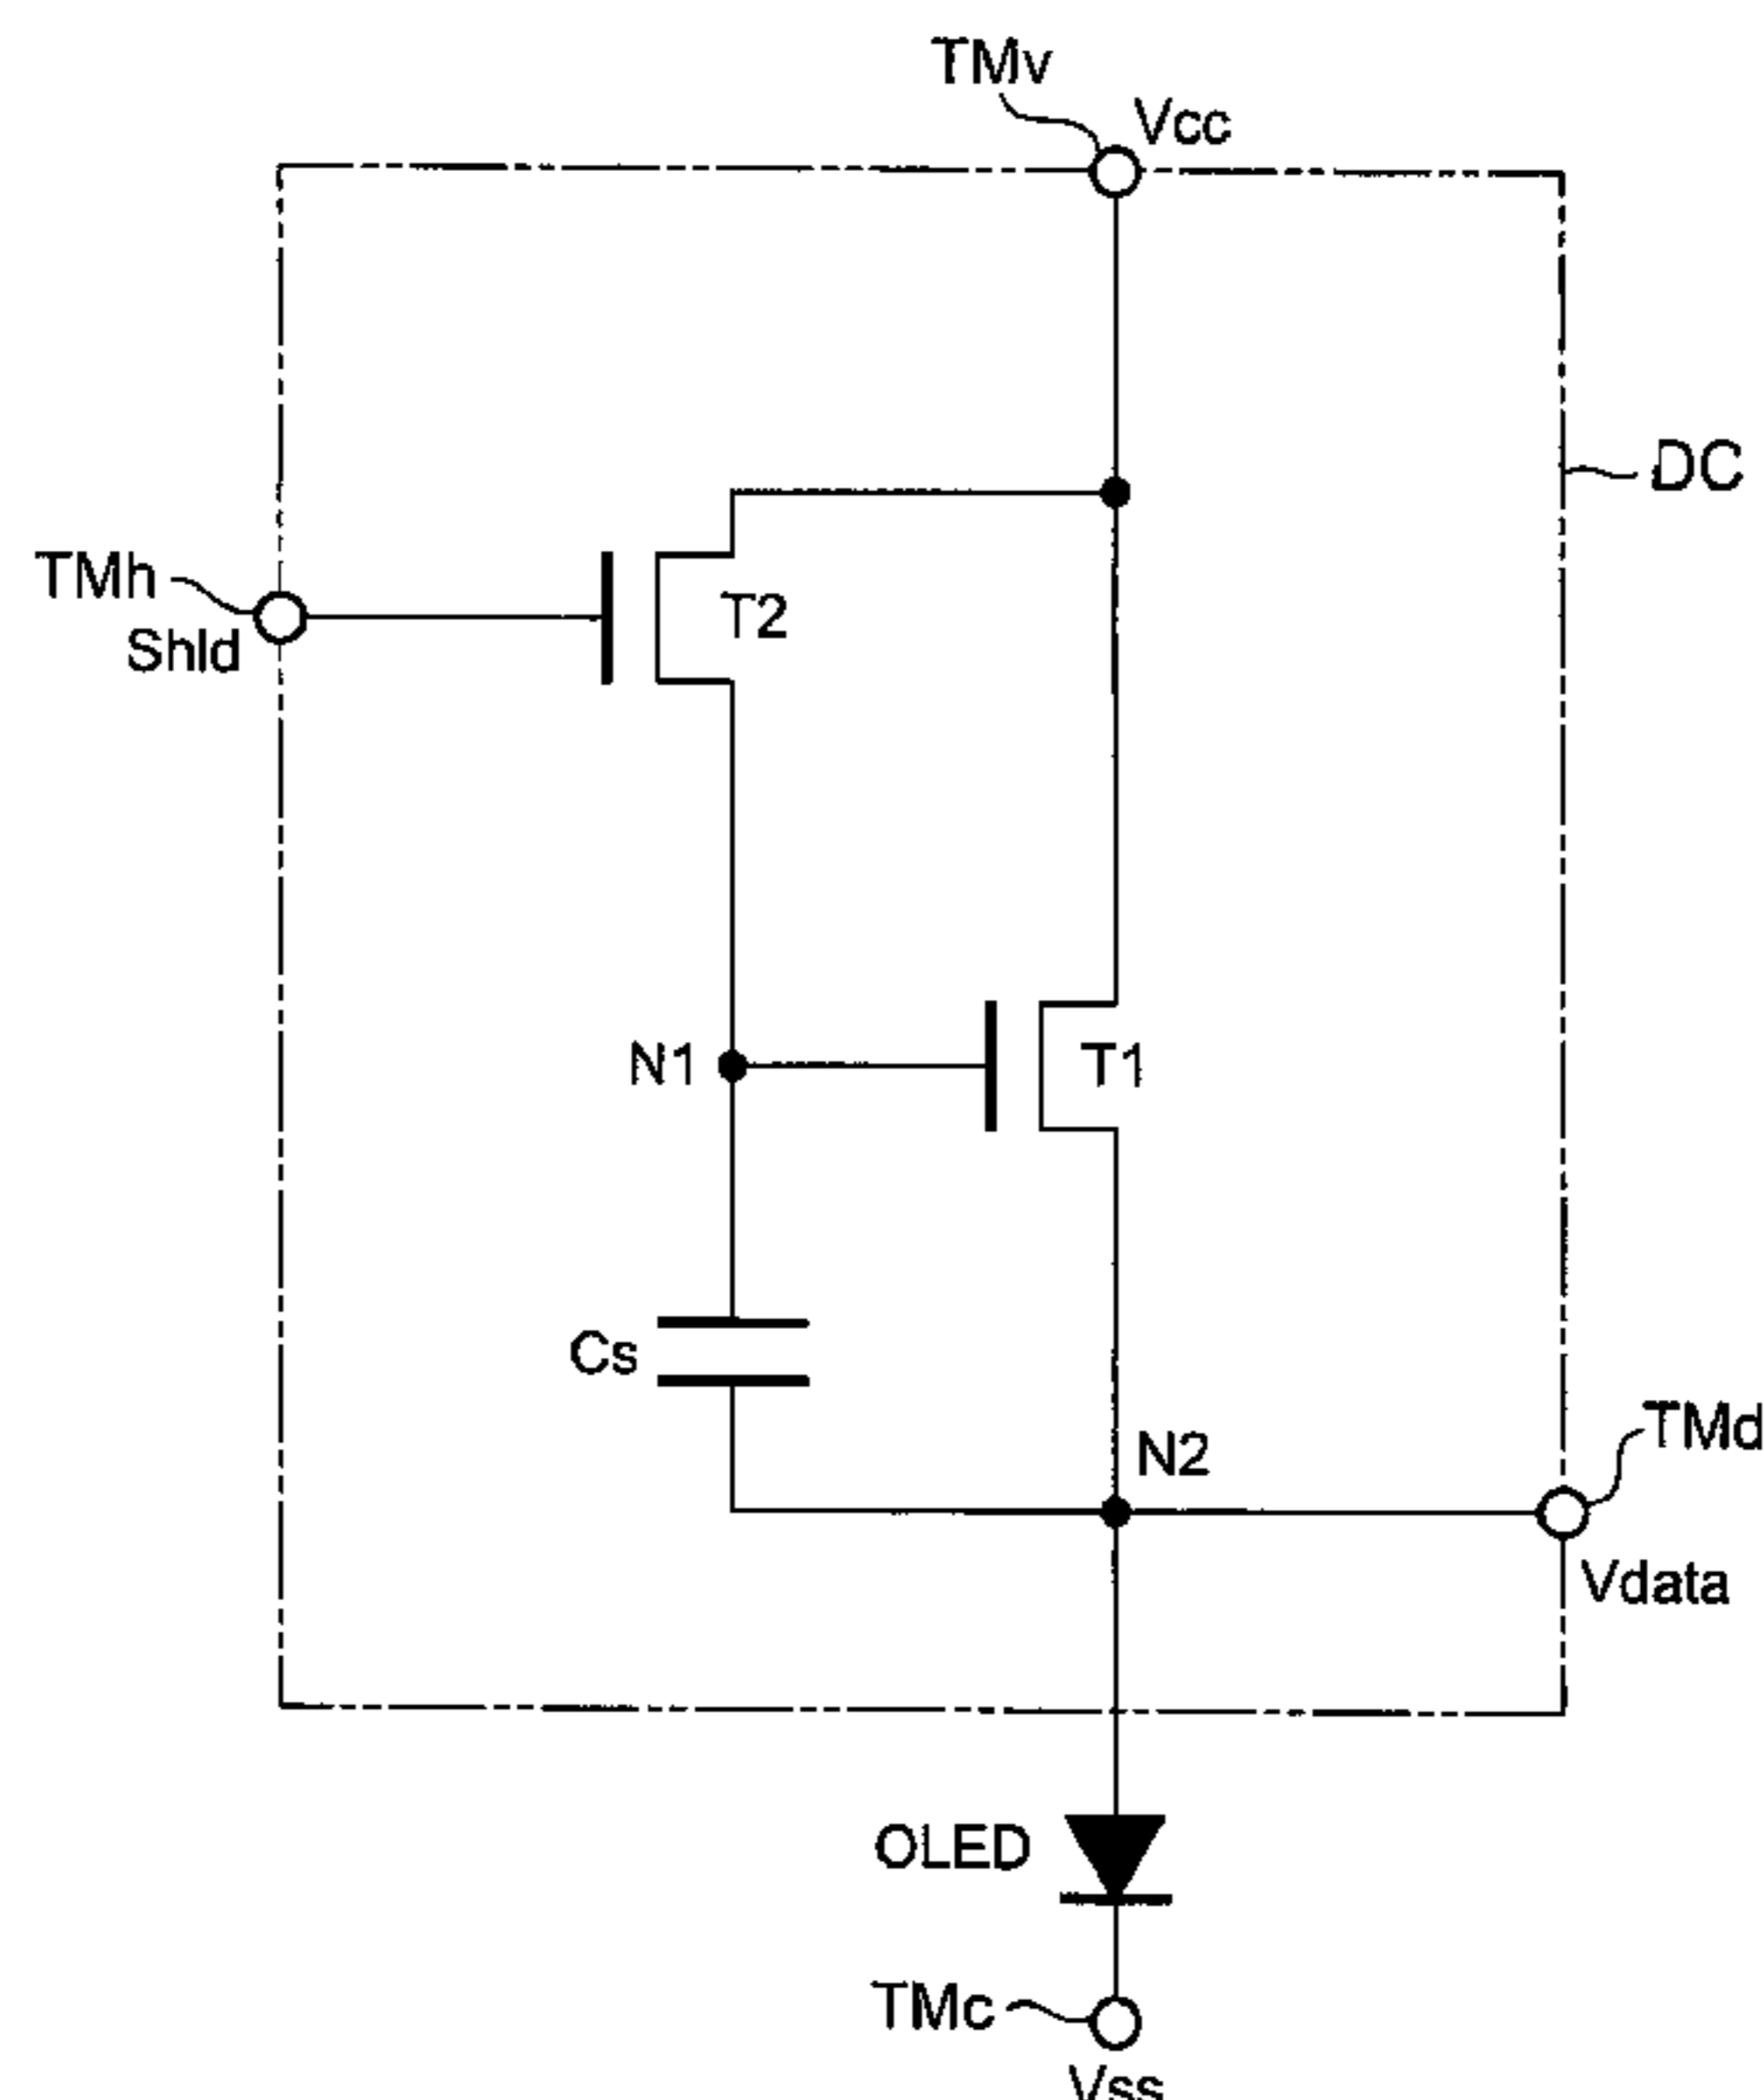 TMv
Vcc
DC
TMh
Shld
T2
N1
T1
Cs
N2
TMd
Vdata
OLED
TMc
Vss